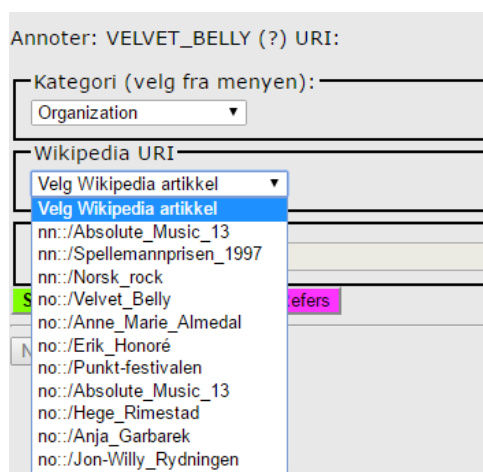 Annoter: VELVET_BELLY (?) URI:
Kategori (velg fra menyen):
Organization
Wikipedia URI
Velg Wikipedia artikkel
Velg Wikipedia artikkel
nn::/Absolute_Music_13
nn::/Spellemannprisen_1997
nn::/Norsk_rock
no::/Velvet_Belly
no::/Anne_Marie_Almedal
no::/Erik_Honoré
no::/Punkt-festivalen
no::/Absolute_Music_13
no::/Hege_Rimestad
no::/Anja_Garbarek
no::/Jon-Willy_Rydningen